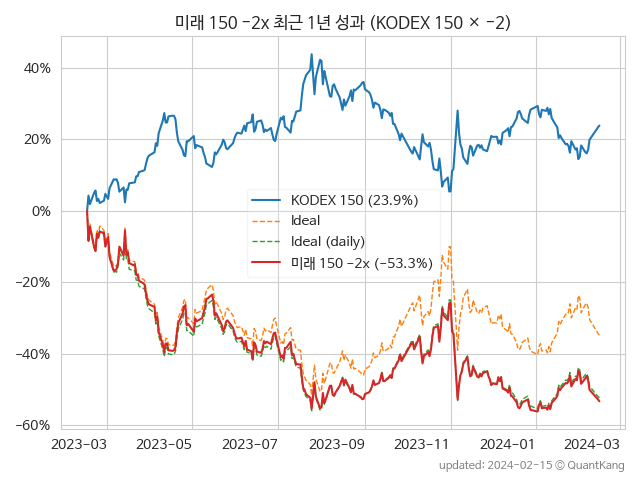 미래 150 −2x 최근 1년 성과 (KODEX 150 × −2)
40%
20%
0%
−20%
−40%
−60%
KODEX 150 (23.9%)
Ideal
Ideal (daily)
미래 150 −2x (−53.3%)
2023-03 2023-05 2023-07 2023-09 2023-11 2024-01 2024-03
updated: 2024-02-15 © QuantKang